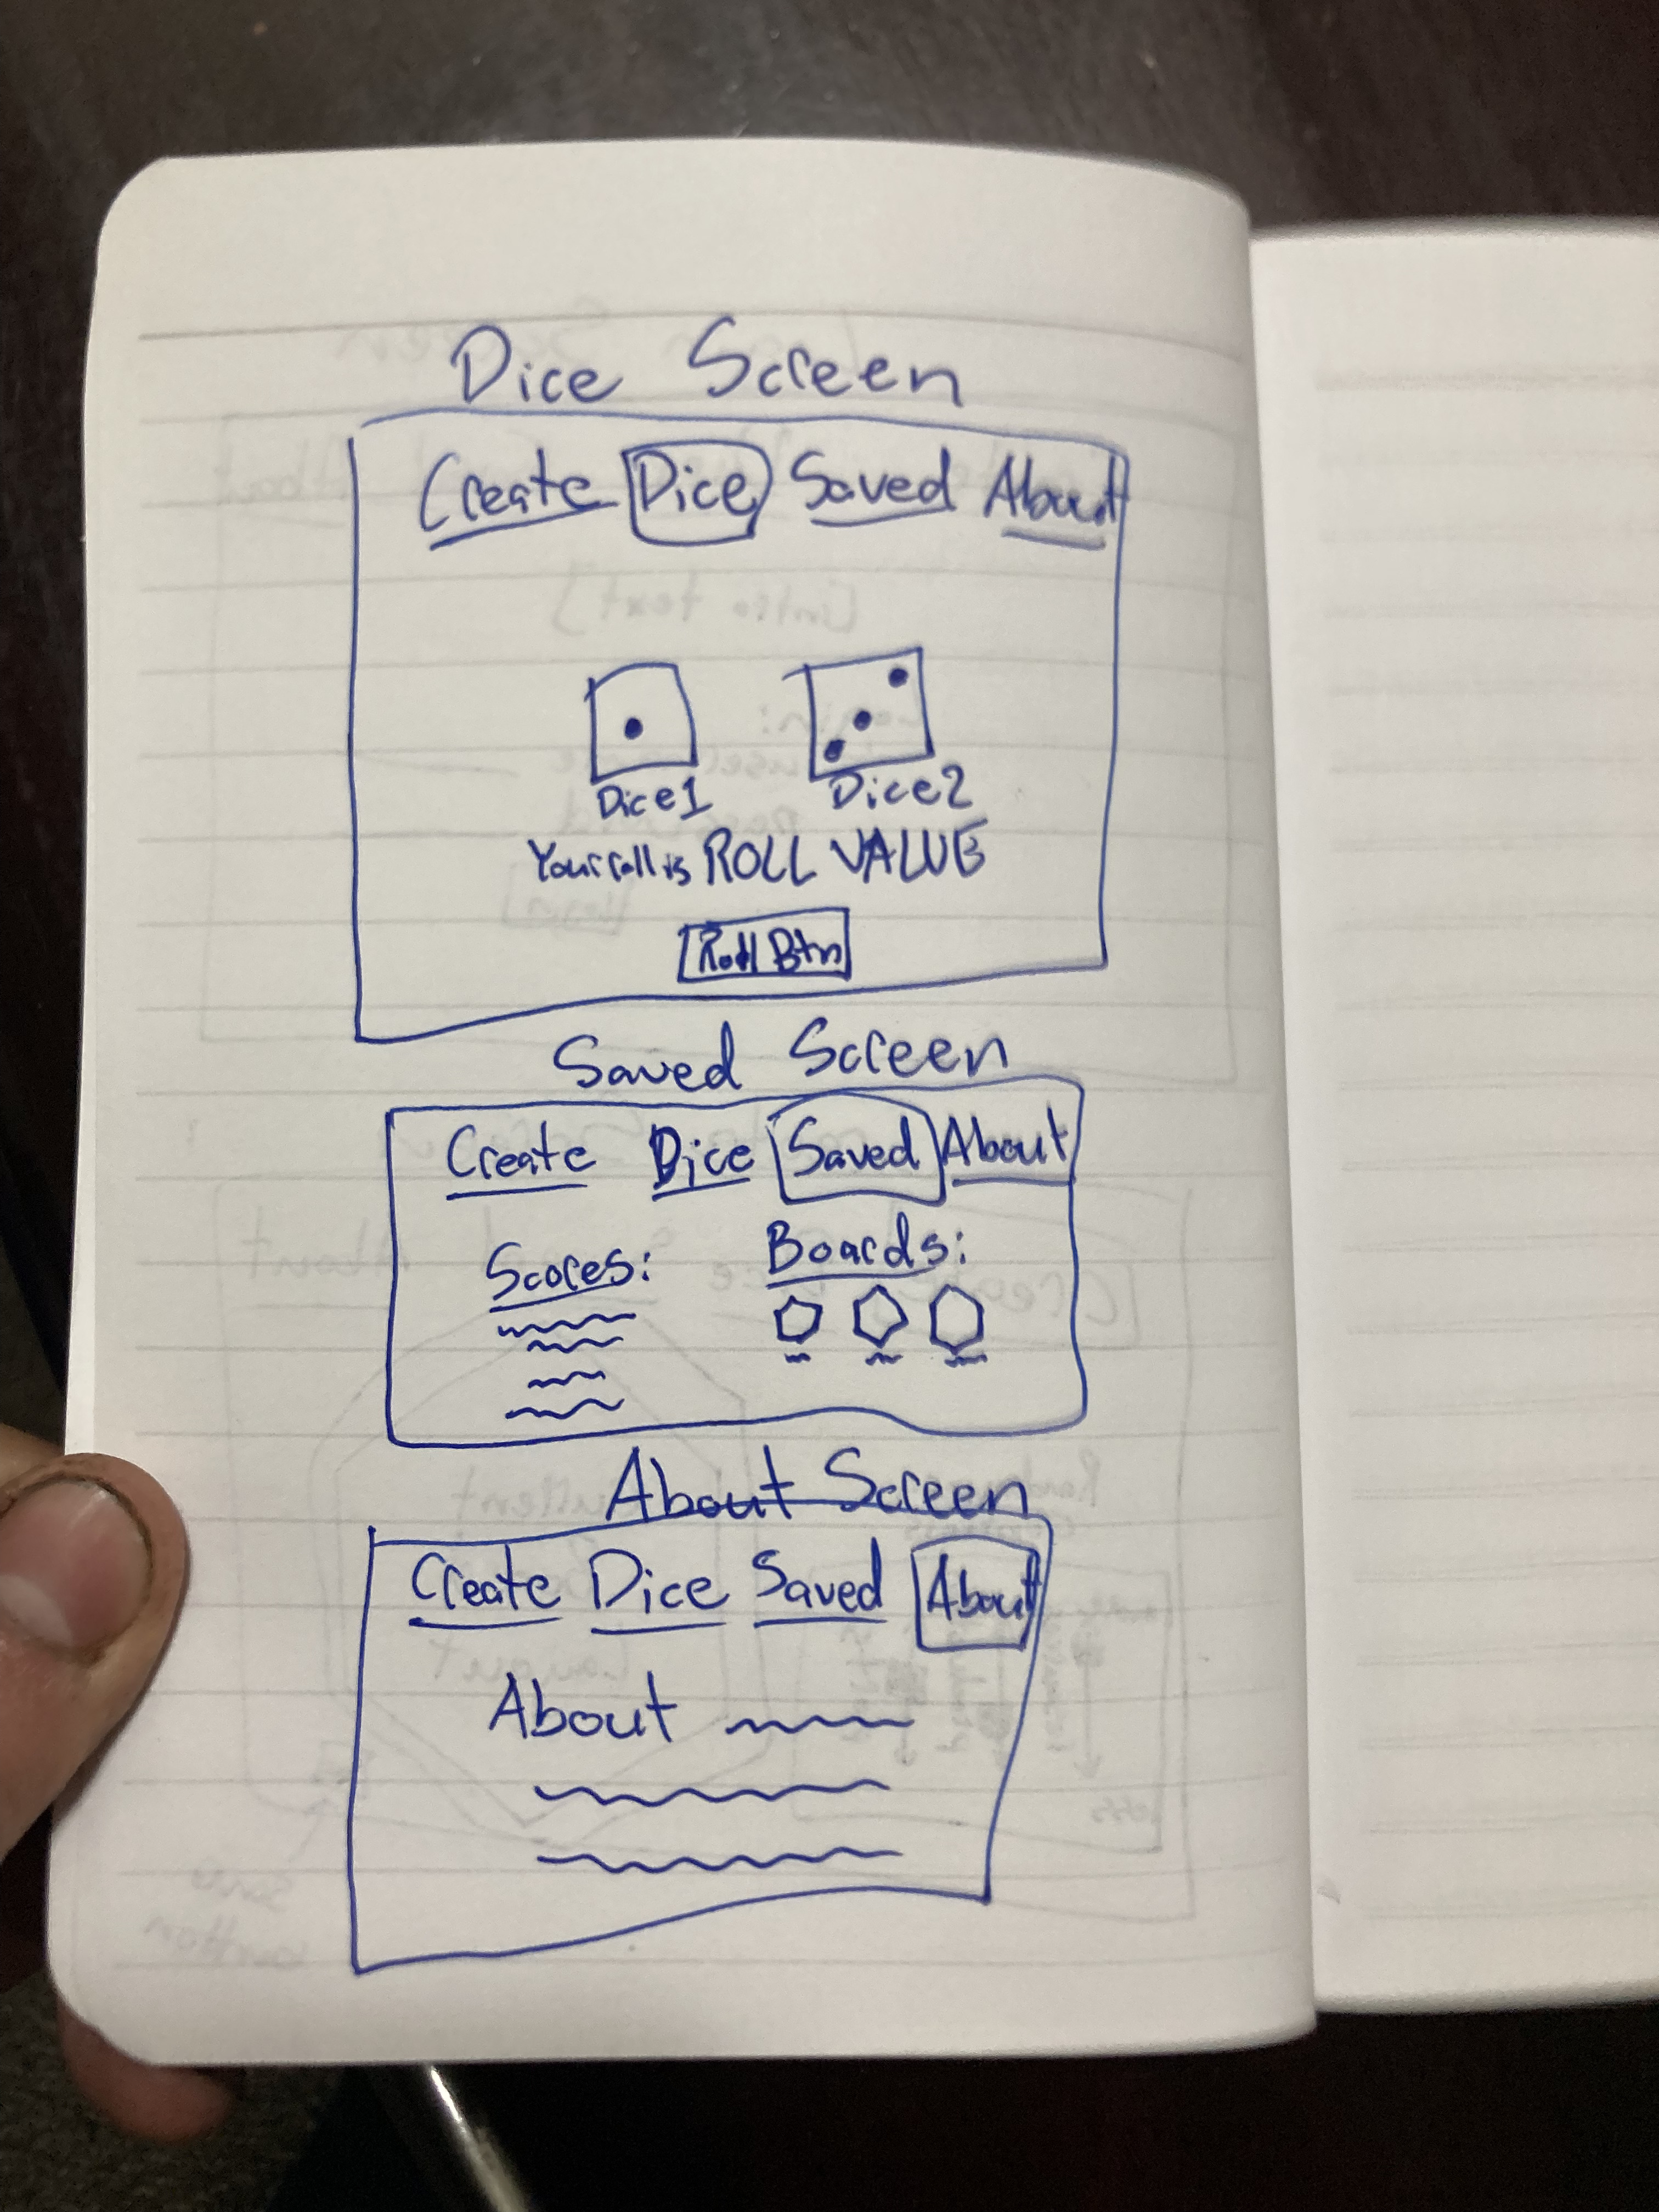 Dice Screen
Create Dice Saved About
Dice1 Dice2
Your roll is ROLL VALUE
Roll Btn
Saved Screen
Create Dice Saved About
Scores: Boards:
About Screen
Create Dice Saved About
About